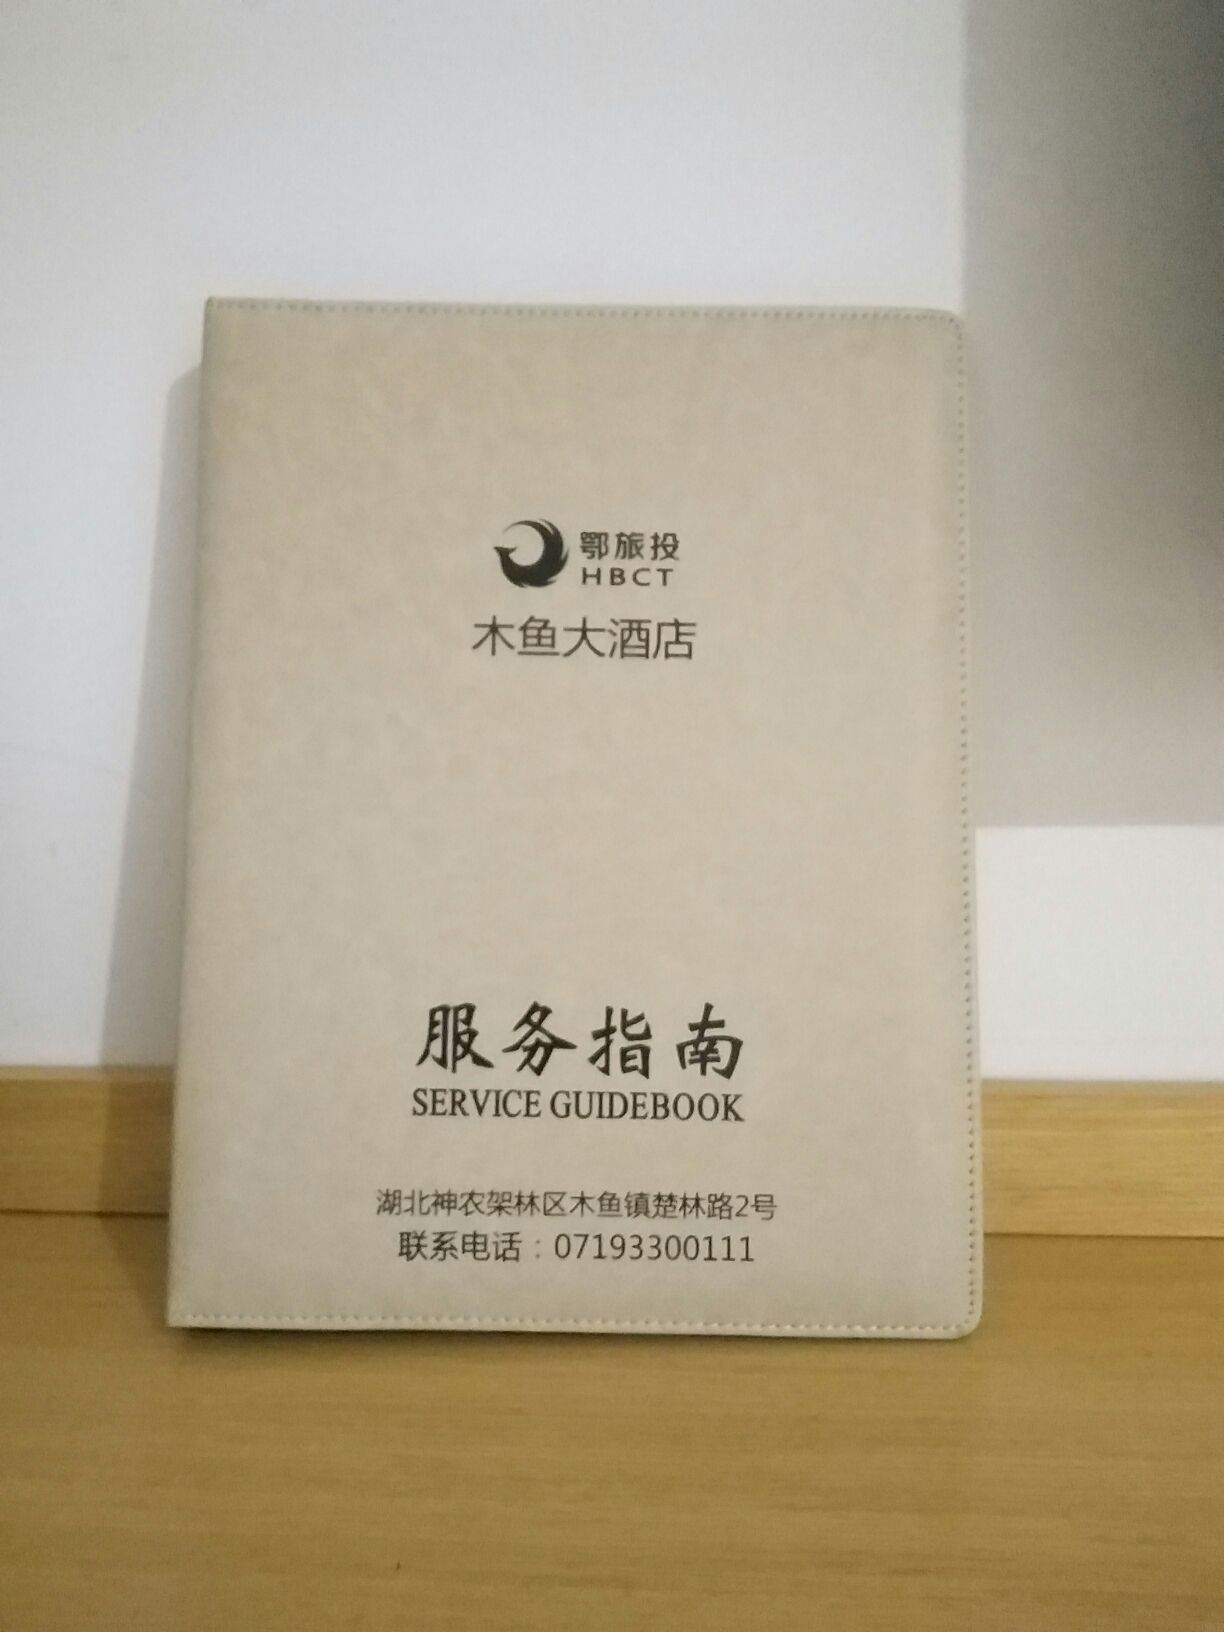 鄂旅投
HBCT
木鱼大酒店
服务指南
SERVICE GUIDEBOOK
湖北神农架林区木鱼镇楚林路2号
联系电话：07193300111